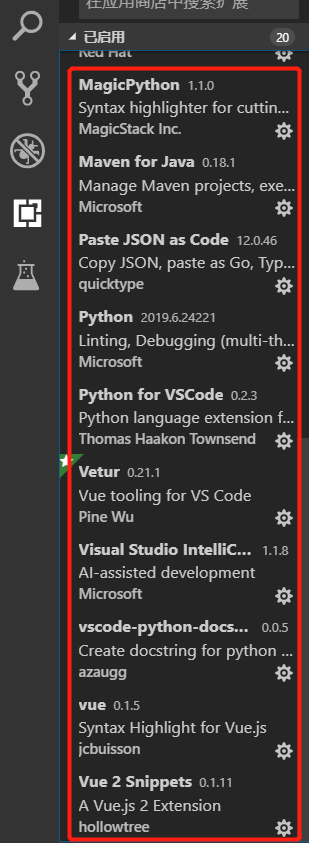 在应用商店中搜索扩展
已启用 20
Red Hat
MagicPython 1.1.0
Syntax highlighter for cuttin...
MagicStack Inc.
Maven for Java 0.18.1
Manage Maven projects, exe...
Microsoft
Paste JSON as Code 12.0.46
Copy JSON, paste as Go, Typ...
quicktype
Python 2019.6.24221
Linting, Debugging (multi-th...
Microsoft
Python for VSCode 0.2.3
Python language extension f...
Thomas Haakon Townsend
Vetur 0.21.1
Vue tooling for VS Code
Pine Wu
Visual Studio IntelliC... 1.1.8
AI-assisted development
Microsoft
vscode-python-docs... 0.0.5
Create docstring for python ...
azaugg
vue 0.1.5
Syntax Highlight for Vue.js
jcbuisson
Vue 2 Snippets 0.1.11
A Vue.js 2 Extension
hollowtree